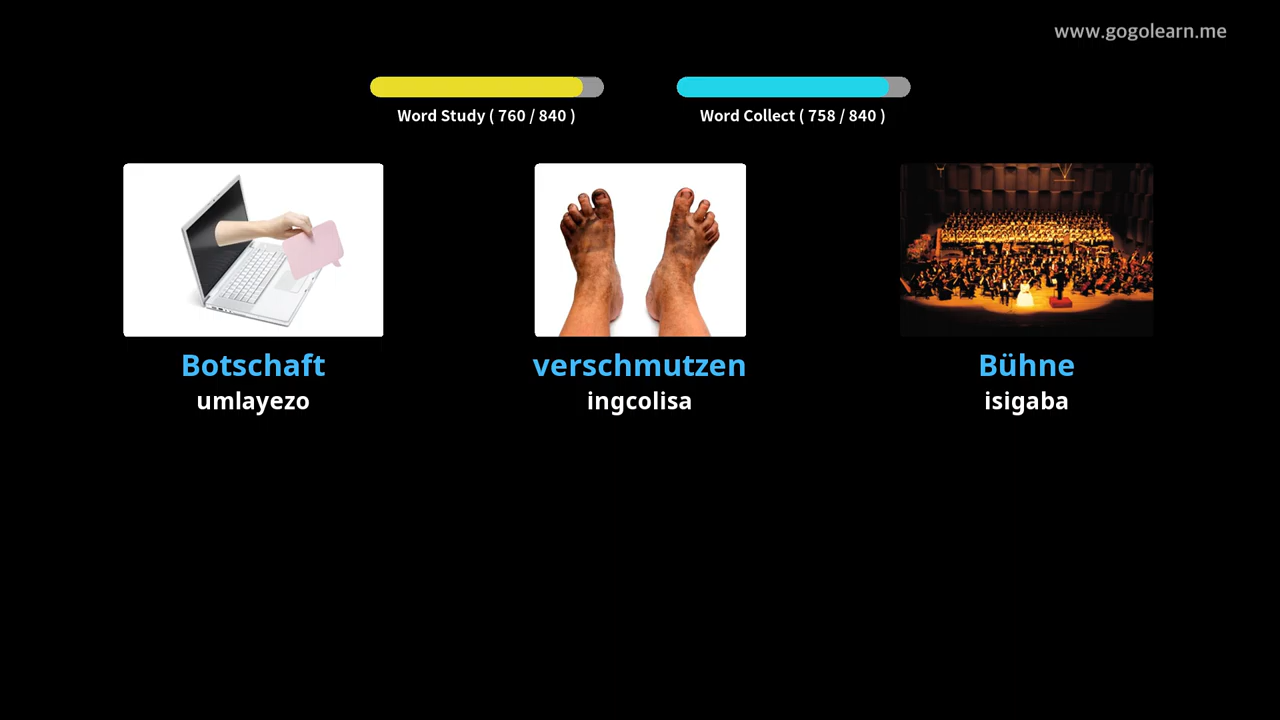 www.gogolearn.me
Word Study ( 760 / 840 )
Word Collect ( 758 / 840 )
Botschaft
umlayezo
verschmutzen
ingcolisa
Bühne
isigaba